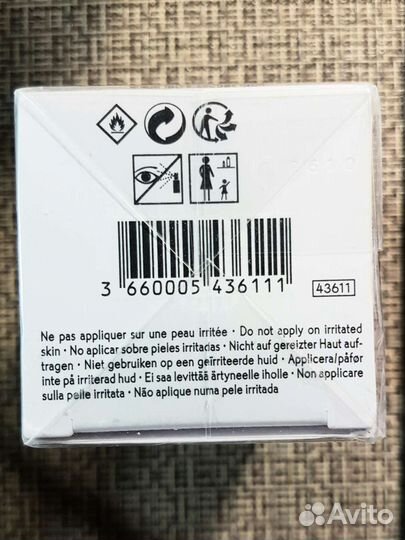 3 660005 436111
43611
Ne pas appliquer sur une peau irritée • Do not apply on irritated
skin • No aplicar sobre pieles irritadas • Nicht auf gereizter Haut auf-
tragen • Niet gebruiken op een geïrriteerde huid • Applicera/påfør
inte på irriterad hud • Ei saa levittää ärtyneelle iholle • Non applicare
sulla pelle irritata • Não aplique numa pele irritada
Avito